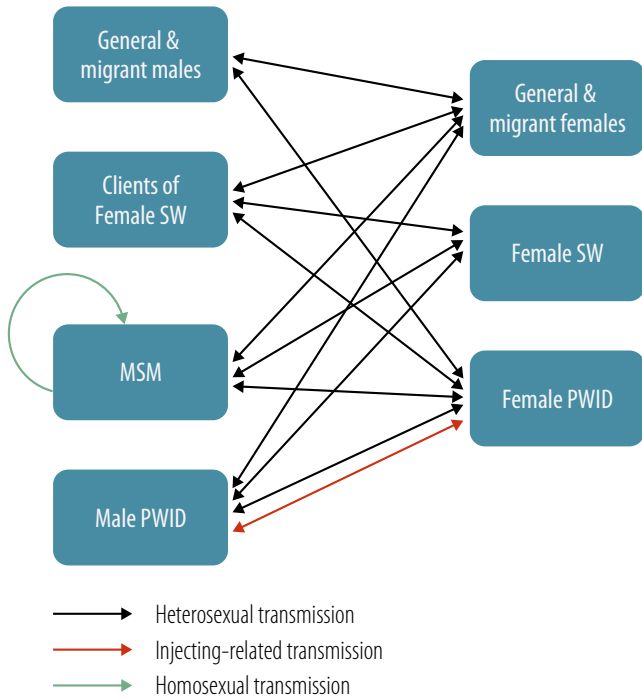 General &
migrant males
General &
migrant females
Clients of
Female SW
Female SW
MSM
Female PWID
Male PWID
Heterosexual transmission
Injecting-related transmission
Homosexual transmission